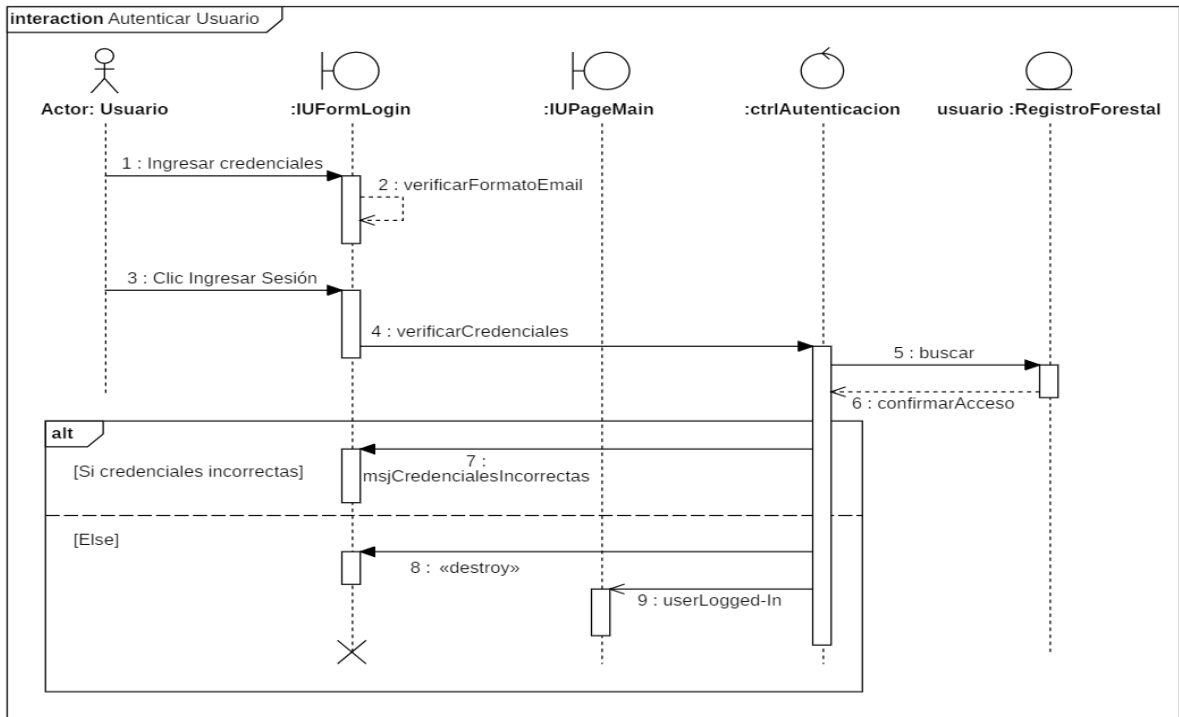 interaction Autenticar Usuario
Actor: Usuario
:IUFormLogin
:IUPageMain
:ctrlAutenticacion
usuario :RegistroForestal
1 : Ingresar credenciales
2 : verificarFormatoEmail
3 : Clic Ingresar Sesión
4 : verificarCredenciales
5 : buscar
6 : confirmarAcceso
alt
[Si credenciales incorrectas]
7 :
msjCredencialesIncorrectas
[Else]
8 : «destroy»
9 : userLogged-In